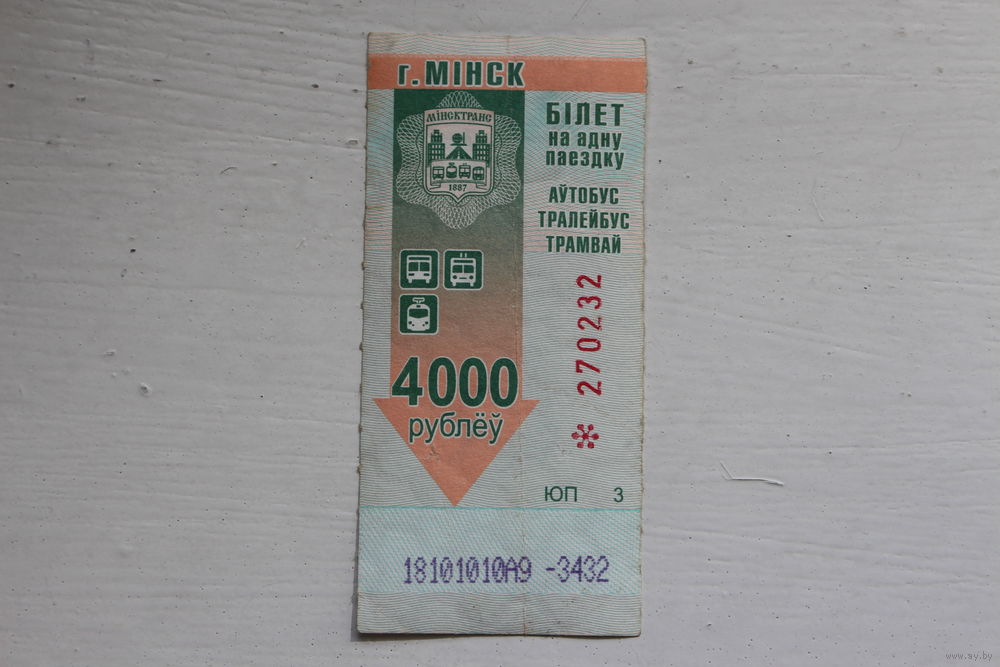 г. МІНСК
МІНСКТРАНС
1887
БІЛЕТ
на адну
паездку
АЎТОБУС
ТРАЛЕЙБУС
ТРАМВАЙ
270232
4000
рублёў
ЮП 3
18101010А9 -3432
www.ay.by